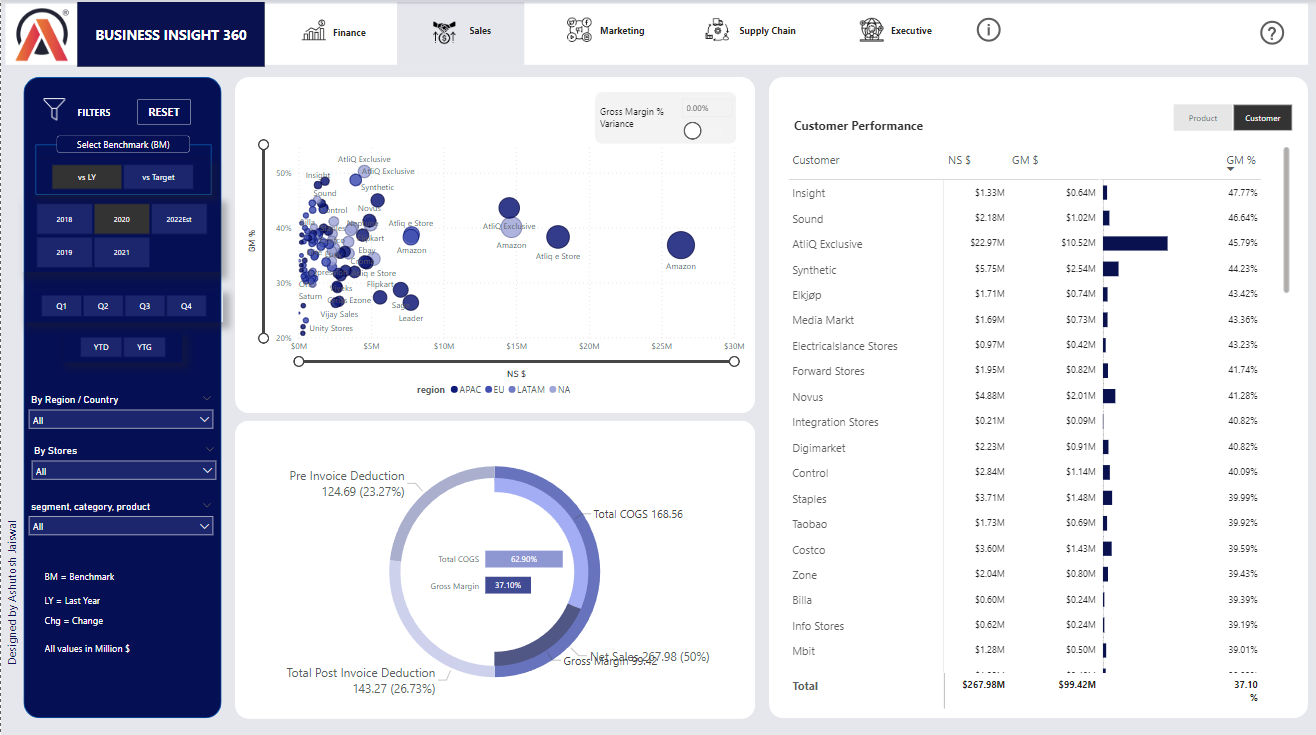 BUSINESS INSIGHT 360
Finance
Sales
Marketing
Supply Chain
Executive
FILTERS
RESET
Select Benchmark (BM)
vs LY
vs Target
2018
2020
2022Est
2019
2021
Q1
Q2
Q3
Q4
YTD
YTG
By Region / Country
All
By Stores
All
segment, category, product
All
BM = Benchmark
LY = Last Year
Chg = Change
All values in Million $
Designed by Ashutosh Jaiswal
Gross Margin %
Variance
0.00%
GM %
50%
40%
30%
20%
AtliQ Exclusive
AtliQ Exclusive
Insight
Synthetic
Sound
Control
Novus
Atliq e Store
Amazon
Ebay
Atliq e Store
Flipkart
Saturn
Ezone
Vijay Sales
Leader
Unity Stores
AtliQ Exclusive
Amazon
Atliq e Store
Amazon
$0M
$5M
$10M
$15M
$20M
$25M
$30M
NS $
region APAC EU LATAM NA
Pre Invoice Deduction
124.69 (23.27%)
Total COGS 168.56
Total COGS
62.90%
Gross Margin
37.10%
Net Sales 267.98 (50%)
Gross Margin 99.42
Total Post Invoice Deduction
143.27 (26.73%)
Customer Performance
Product
Customer
Customer NS $ GM $ GM %
Insight $1.33M $0.64M 47.77%
Sound $2.18M $1.02M 46.64%
AtliQ Exclusive $22.97M $10.52M 45.79%
Synthetic $5.75M $2.54M 44.23%
Elkjøp $1.71M $0.74M 43.42%
Media Markt $1.69M $0.73M 43.36%
Electricalslance Stores $0.97M $0.42M 43.23%
Forward Stores $1.95M $0.82M 41.74%
Novus $4.88M $2.01M 41.28%
Integration Stores $0.21M $0.09M 40.82%
Digimarket $2.23M $0.91M 40.82%
Control $2.84M $1.14M 40.09%
Staples $3.71M $1.48M 39.99%
Taobao $1.73M $0.69M 39.92%
Costco $3.60M $1.43M 39.59%
Zone $2.04M $0.80M 39.43%
Billa $0.60M $0.24M 39.39%
Info Stores $0.62M $0.24M 39.19%
Mbit $1.28M $0.50M 39.01%
Total $267.98M $99.42M 37.10
%